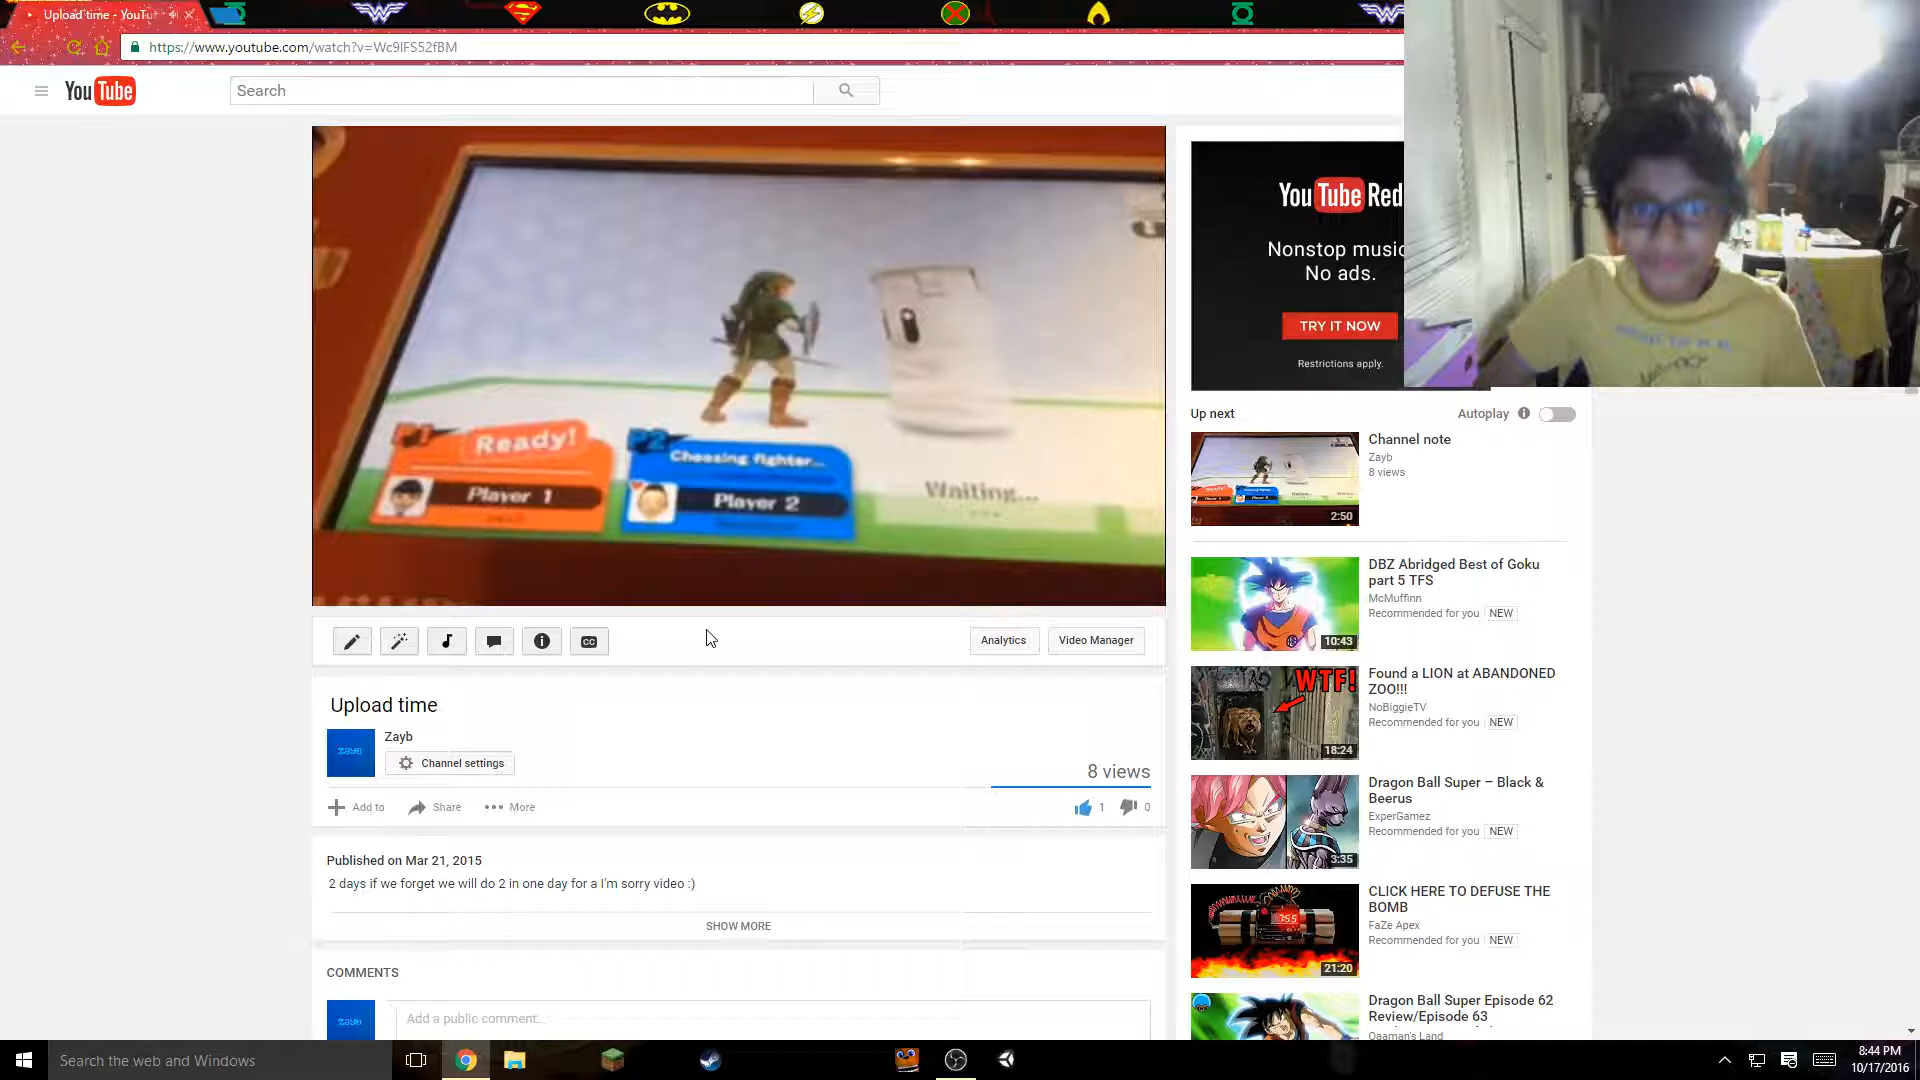 Upload time - YouTu
https://www.youtube.com/watch?v=Wc9lFS52fBM
YouTube
Search
P1
Ready!
Player 1
P2
Choosing fighter...
Player 2
Waiting...
YouTube Red
Nonstop music
No ads.
TRY IT NOW
Restrictions apply.
Up next
Autoplay
Channel note
Zayb
8 views
2:50
DBZ Abridged Best of Goku
part 5 TFS
McMuffinn
Recommended for you NEW
10:43
Found a LION at ABANDONED
ZOO!!!
NoBiggieTV
Recommended for you NEW
WTF!
18:24
Dragon Ball Super – Black &
Beerus
ExperGamez
Recommended for you NEW
3:35
CLICK HERE TO DEFUSE THE
BOMB
FaZe Apex
Recommended for you NEW
21:20
Dragon Ball Super Episode 62
Review/Episode 63
Qaaman's Land
CC
Analytics
Video Manager
Upload time
zayb
Zayb
Channel settings
8 views
Add to
Share
More
1
0
Published on Mar 21, 2015
2 days if we forget we will do 2 in one day for a I'm sorry video :)
SHOW MORE
COMMENTS
zayb
Add a public comment...
Search the web and Windows
8:44 PM
10/17/2016